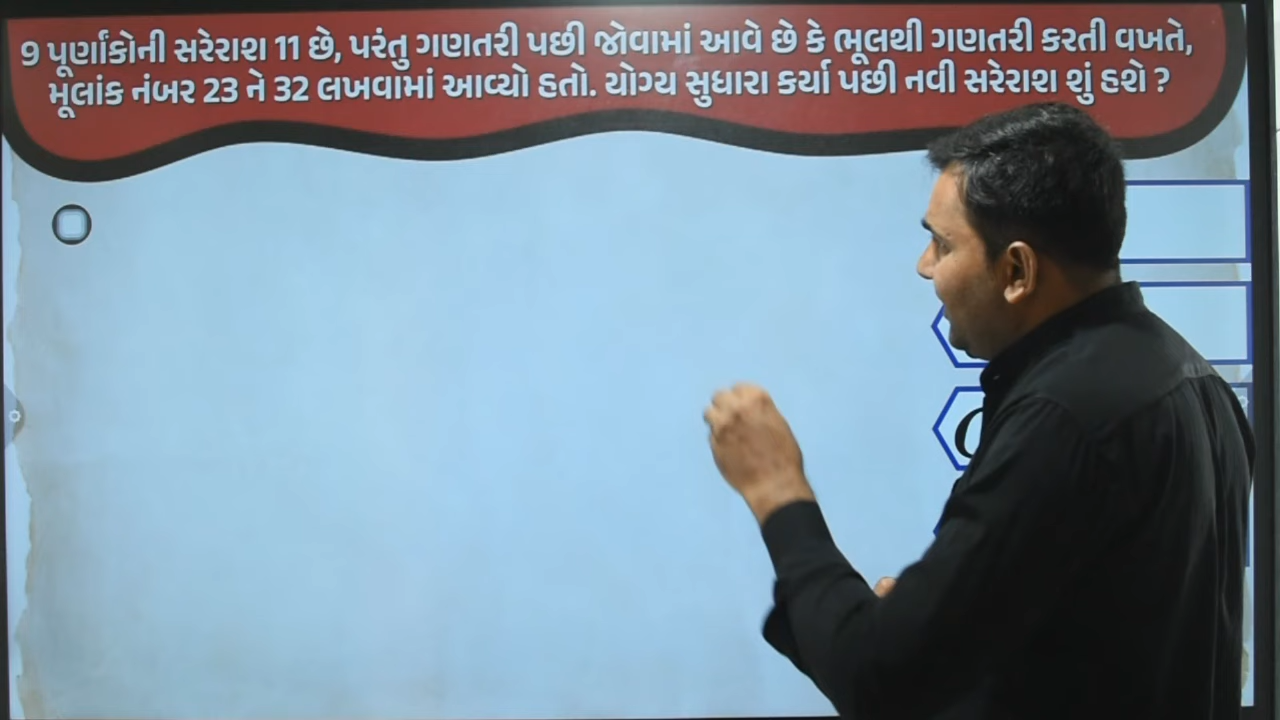 9 પૂર્ણાંકોની સરેરાશ 11 છે, પરંતુ ગણતરી પછી જોવામાં આવે છે કે ભૂલથી ગણતરી કરતી વખતે,
મૂલાંક નંબર 23 ને 32 લખવામાં આવ્યો હતો. યોગ્ય સુધારા કર્યા પછી નવી સરેરાશ શું હશે ?